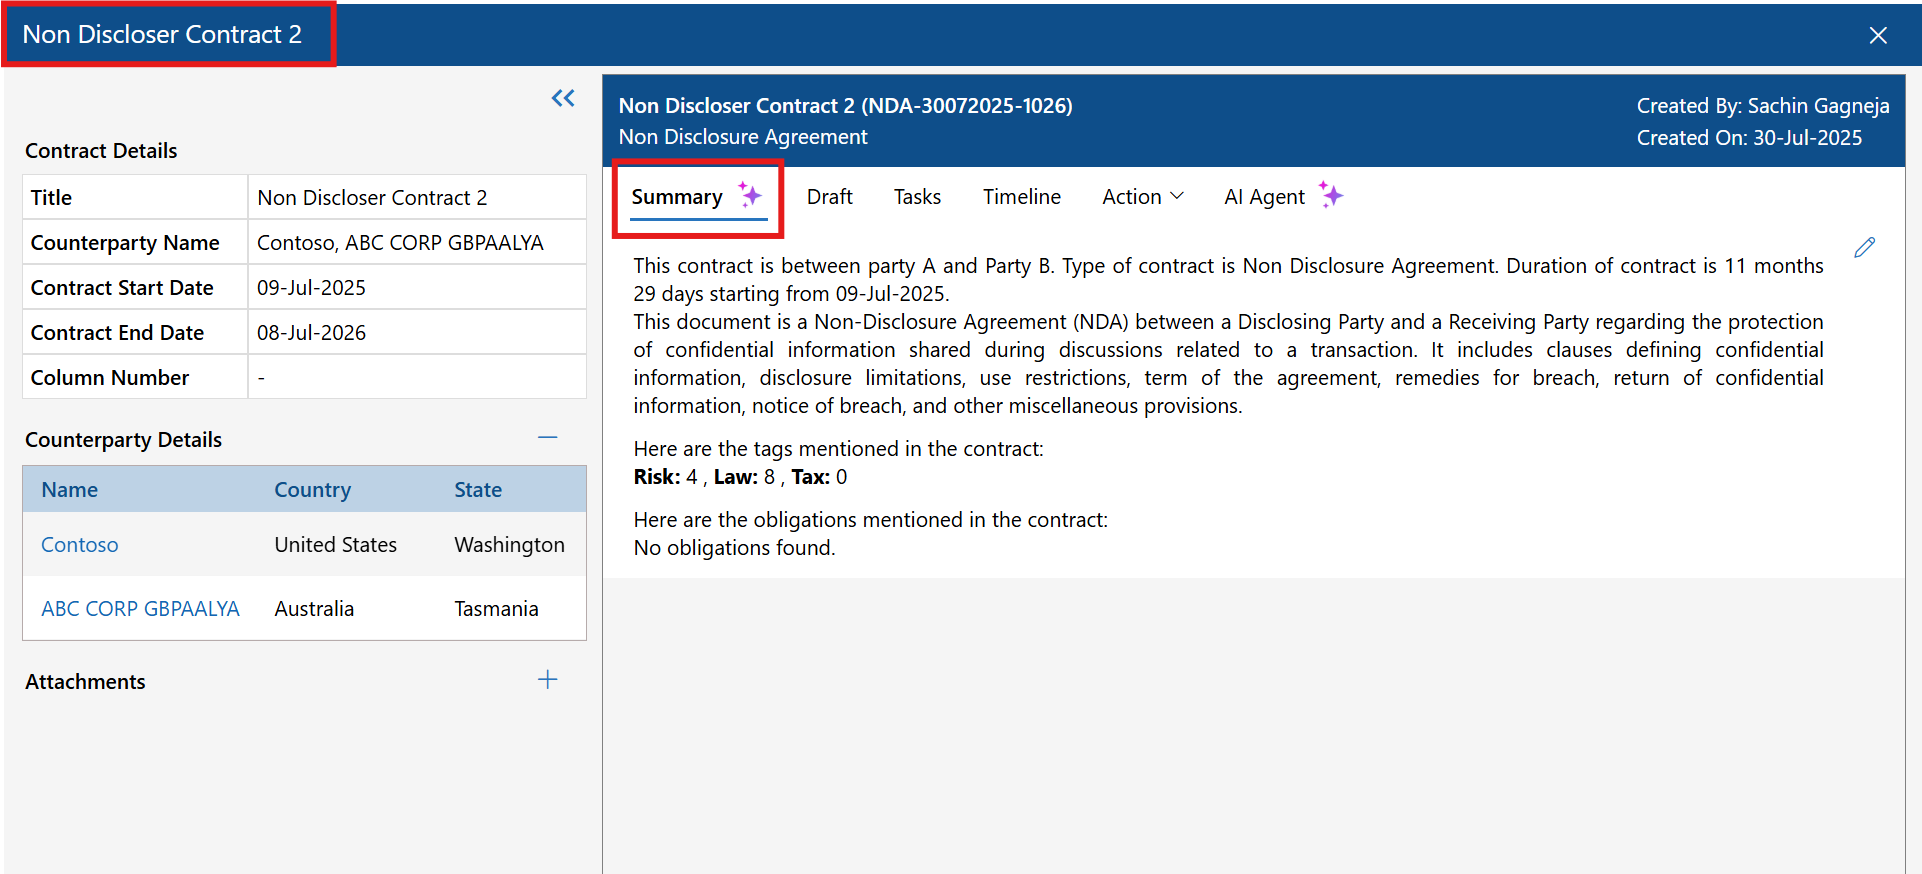 Non Discloser Contract 2
Contract Details
Title Non Discloser Contract 2
Counterparty Name Contoso, ABC CORP GBPAALYA
Contract Start Date 09-Jul-2025
Contract End Date 08-Jul-2026
Column Number -
Counterparty Details
Name Country State
Contoso United States Washington
ABC CORP GBPAALYA Australia Tasmania
Attachments
Non Discloser Contract 2 (NDA-30072025-1026)
Non Disclosure Agreement
Created By: Sachin Gagneja
Created On: 30-Jul-2025
Summary Draft Tasks Timeline Action AI Agent
This contract is between party A and Party B. Type of contract is Non Disclosure Agreement. Duration of contract is 11 months
29 days starting from 09-Jul-2025.
This document is a Non-Disclosure Agreement (NDA) between a Disclosing Party and a Receiving Party regarding the protection
of confidential information shared during discussions related to a transaction. It includes clauses defining confidential
information, disclosure limitations, use restrictions, term of the agreement, remedies for breach, return of confidential
information, notice of breach, and other miscellaneous provisions.
Here are the tags mentioned in the contract:
Risk: 4 , Law: 8 , Tax: 0
Here are the obligations mentioned in the contract:
No obligations found.